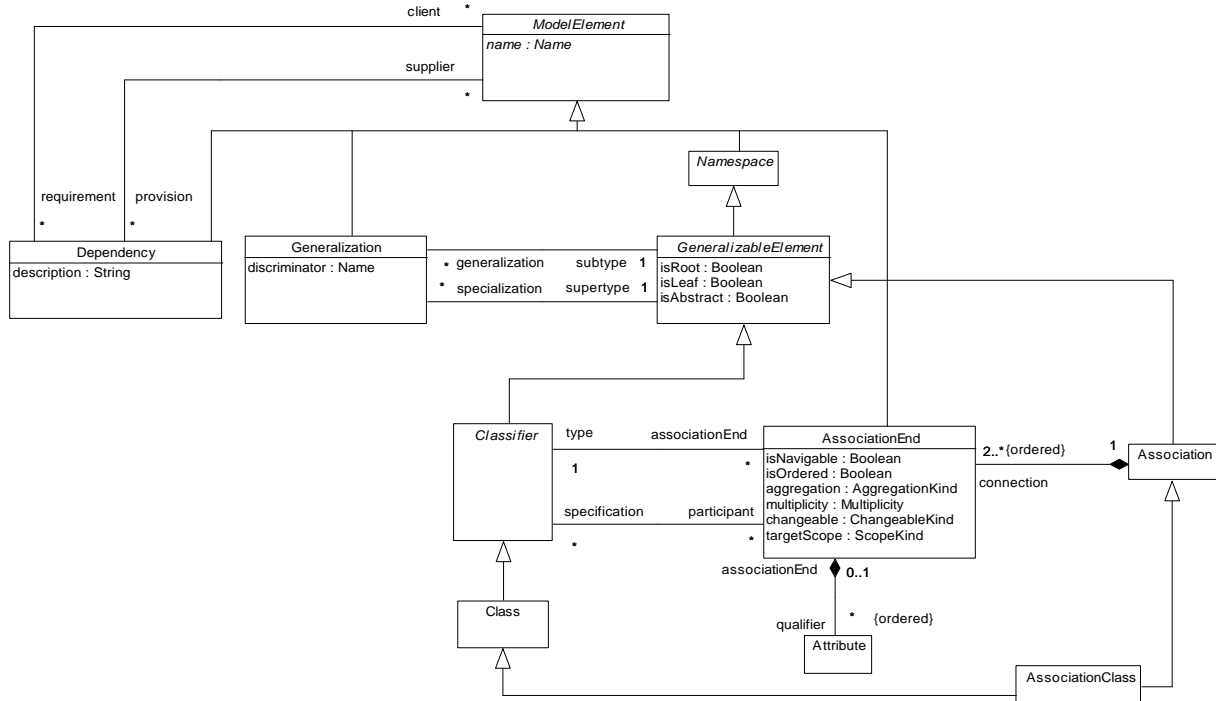 client *
ModelElement
name : Name
supplier
*
Namespace
requirement provision
* *
Dependency
description : String
Generalization
discriminator : Name
* generalization subtype 1
* specialization supertype 1
GeneralizableElement
isRoot : Boolean
isLeaf : Boolean
isAbstract : Boolean
Classifier
type associationEnd
1 *
specification participant
* *
AssociationEnd
isNavigable : Boolean
isOrdered : Boolean
aggregation : AggregationKind
multiplicity : Multiplicity
changeable : ChangeableKind
targetScope : ScopeKind
2..* {ordered} 1
connection
Association
associationEnd 0..1
Class
qualifier * {ordered}
Attribute
AssociationClass